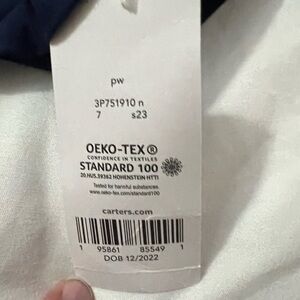 pw
3P751910 n
7 s23
OEKO-TEX®
CONFIDENCE IN TEXTILES
STANDARD 100
20.HUS.39362 HOHENSTEIN HTTI
Tested for harmful substances
www.oeko-tex.com/standard100
carters.com
1 95861 85549 1
DOB 12/2022